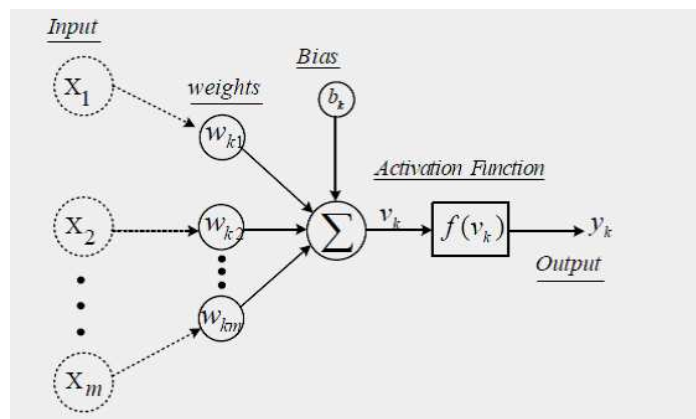 Input
X1
weights
Bias
bk
wk1
Activation Function
X2
wk2
∑
vk
f(vk)
yk
Output
wkm
Xm